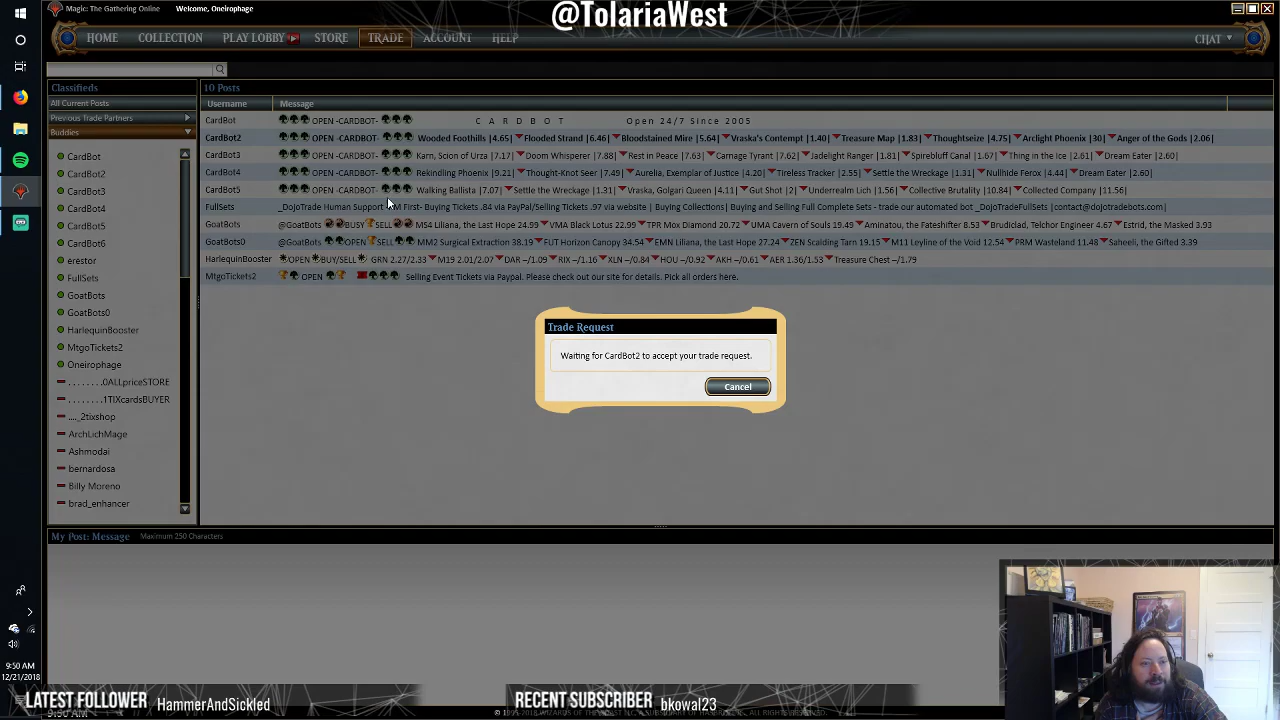 @TolariaWest
Magic: The Gathering Online Welcome, Oneirophage
HOME COLLECTION PLAY LOBBY STORE TRADE ACCOUNT HELP CHAT
Classifieds
All Current Posts
Previous Trade Partners
Buddies
CardBot
CardBot2
CardBot3
CardBot4
CardBot5
CardBot6
erestor
FullSets
GoatBots
GoatBots0
HarlequinBooster
MtgoTickets2
Oneirophage
. . . . . . . .0ALLpriceSTORE
. . . . . . . .1TIXcardsBUYER
...._2tixshop
ArchLichMage
Ashmodai
bernardosa
Billy Moreno
brad_enhancer
10 Posts
Username Message
CardBot OPEN -CARDBOT- C A R D B O T Open 24/7 Since 2005
CardBot2 OPEN -CARDBOT- Wooded Foothills |4.65| Flooded Strand |6.46| Bloodstained Mire |5.64| Vraska's Contempt |1.40| Treasure Map |1.83| Thoughtseize |4.75| Arclight Phoenix |30| Anger of the Gods |2.06|
CardBot3 OPEN -CARDBOT- Karn, Scion of Urza |7.17| Doom Whisperer |7.88| Rest in Peace |7.63| Carnage Tyrant |7.62| Jadelight Ranger |1.81| Spirebluff Canal |1.67| Thing in the Ice |2.61| Dream Eater |2.60|
CardBot4 OPEN -CARDBOT- Rekindling Phoenix |9.21| Thought-Knot Seer |7.49| Aurelia, Exemplar of Justice |4.20| Tireless Tracker |2.55| Settle the Wreckage |1.31| Nullhide Ferox |4.44| Dream Eater |2.60|
CardBot5 OPEN -CARDBOT- Walking Ballista |7.07| Settle the Wreckage |1.31| Vraska, Golgari Queen |4.11| Gut Shot |2| Underrealm Lich |1.56| Collective Brutality |10.84| Collected Company |11.56|
FullSets _DojoTrade Human Support PM First- Buying Tickets .84 via PayPal/Selling Tickets .97 via website | Buying Collections| Buying and Selling Full Complete Sets - trade our automated bot _DojoTradeFullSets |contact@dojotradebots.com|
GoatBots @GoatBots BUY SELL MS4 Liliana, the Last Hope 24.99 VMA Black Lotus 22.99 TPR Mox Diamond 20.72 UMA Cavern of Souls 19.49 Aminatou, the Fateshifter 8.53 Brudiclad, Telchor Engineer 4.67 Estrid, the Masked 3.93
GoatBots0 @GoatBots OPEN SELL MM2 Surgical Extraction 38.19 FUT Horizon Canopy 34.54 EMN Liliana, the Last Hope 27.24 ZEN Scalding Tarn 19.15 M11 Leyline of the Void 12.54 PRM Wasteland 11.48 Saheeli, the Gifted 3.39
HarlequinBooster OPEN BUY/SELL GRN 2.27/2.33 M19 2.01/2.07 DAR --/1.09 RIX --/1.16 XLN --/0.84 HOU --/0.92 AKH --/0.61 AER 1.36/1.53 Treasure Chest --/1.79
MtgoTickets2 OPEN Selling Event Tickets via Paypal. Please check out our site for details. Pick all orders here.
Trade Request
Waiting for CardBot2 to accept your trade request.
Cancel
My Post: Message Maximum 250 Characters
9:50 AM
12/21/2018
LATEST FOLLOWER HammerAndSickled
RECENT SUBSCRIBER bkowal23
9:50 AM